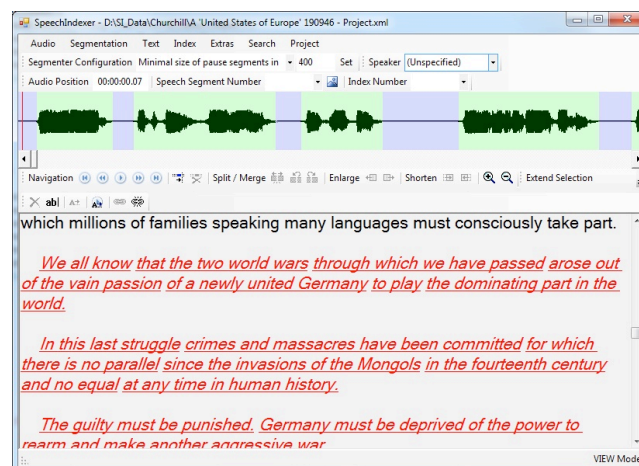 SpeechIndexer - D:\SI_Data\Churchill\A 'United States of Europe' 190946 - Project.xml
Audio Segmentation Text Index Extras Search Project
Segmenter Configuration Minimal size of pause segments in 400 Set Speaker (Unspecified)
Audio Position 00:00:00.07 Speech Segment Number Index Number
Navigation Split / Merge Enlarge Shorten Extend Selection
ab|
which millions of families speaking many languages must consciously take part.
We all know that the two world wars through which we have passed arose out
of the vain passion of a newly united Germany to play the dominating part in the
world.
In this last struggle crimes and massacres have been committed for which
there is no parallel since the invasions of the Mongols in the fourteenth century
and no equal at any time in human history.
The guilty must be punished. Germany must be deprived of the power to
rearm and make another aggressive war
VIEW Mode